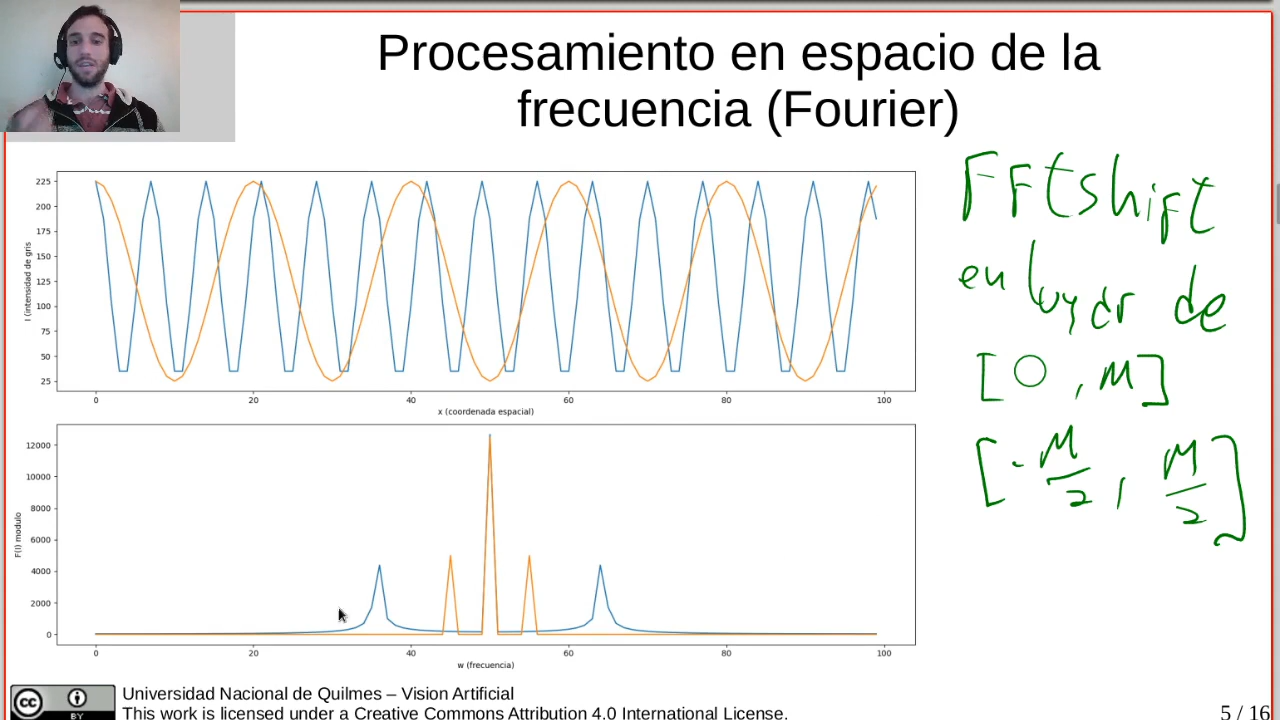 Procesamiento en espacio de la
frecuencia (Fourier)
225
200
175
150
125
100
75
50
25
I (intensidad de gris
0 20 40 60 80 100
x (coordenada espacial)
12000
10000
8000
6000
4000
2000
0
F(I) modulo
0 20 40 60 80 100
w (frecuencia)
FFtshift
en lugar de
[0, M]
[-M/2, M/2]
cc BY
Universidad Nacional de Quilmes – Vision Artificial
This work is licensed under a Creative Commons Attribution 4.0 International License.
5 / 16